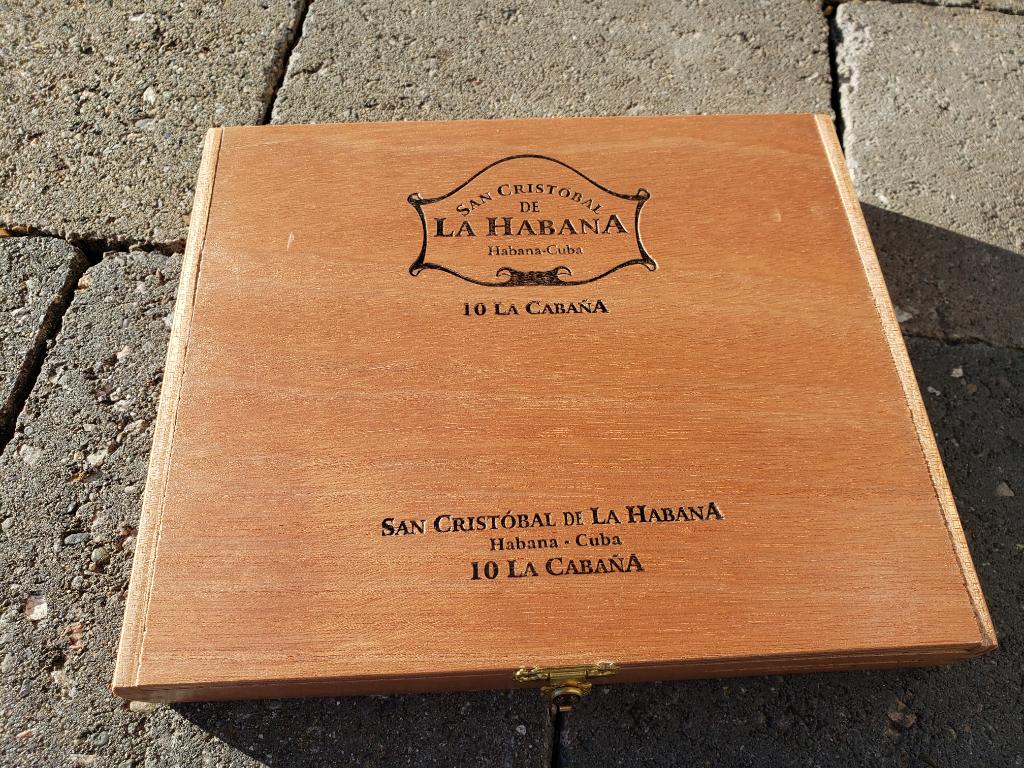 SAN CRISTOBAL
DE
LA HABANA
Habana-Cuba
10 LA CABAÑA
SAN CRISTÓBAL DE LA HABANA
Habana - Cuba
10 LA CABAÑA